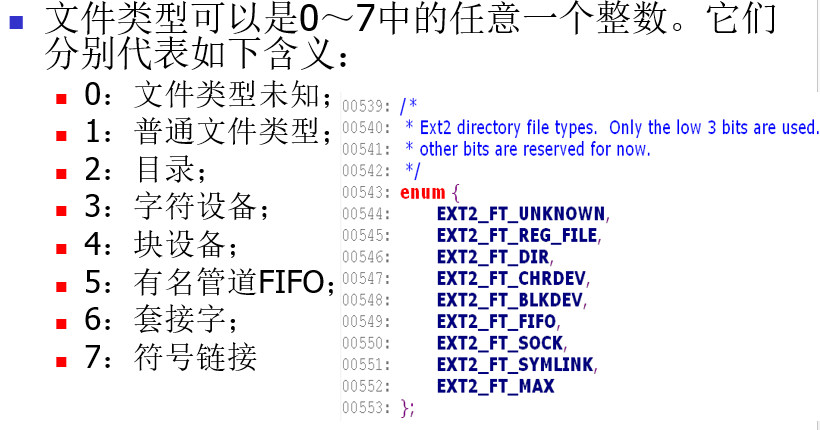 文件类型可以是0～7中的任意一个整数。它们
分别代表如下含义：
0：文件类型未知；
1：普通文件类型；
2：目录；
3：字符设备；
4：块设备；
5：有名管道FIFO；
6：套接字；
7：符号链接
00539: /*
00540: * Ext2 directory file types. Only the low 3 bits are used.
00541: * other bits are reserved for now.
00542: */
00543: enum {
00544: EXT2_FT_UNKNOWN,
00545: EXT2_FT_REG_FILE,
00546: EXT2_FT_DIR,
00547: EXT2_FT_CHRDEV,
00548: EXT2_FT_BLKDEV,
00549: EXT2_FT_FIFO,
00550: EXT2_FT_SOCK,
00551: EXT2_FT_SYMLINK,
00552: EXT2_FT_MAX
00553: };